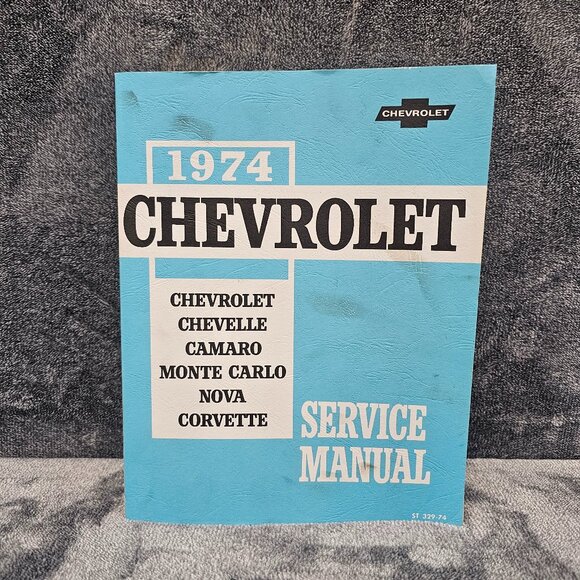 CHEVROLET
1974
CHEVROLET
CHEVROLET
CHEVELLE
CAMARO
MONTE CARLO
NOVA
CORVETTE
SERVICE
MANUAL
ST 329-74